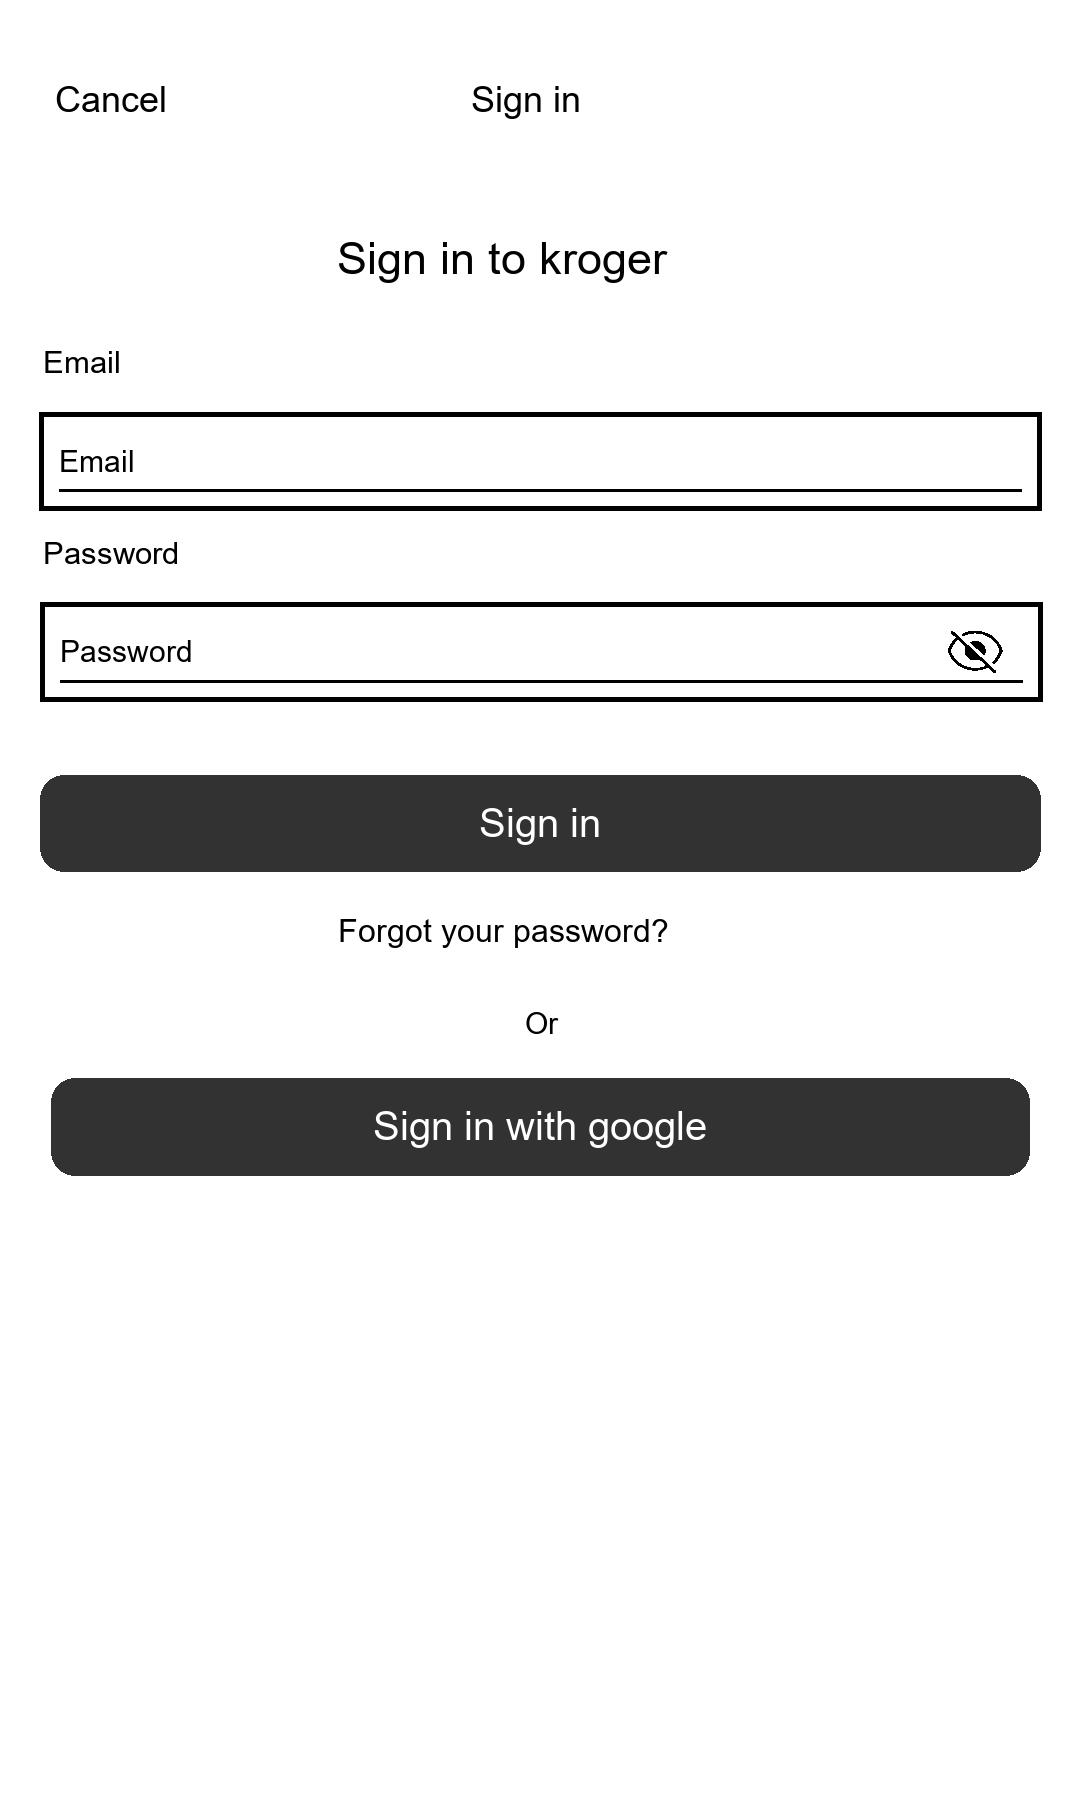 Cancel Sign in
Sign in to kroger
Email
Email
Password
Password
Sign in
Forgot your password?
Or
Sign in with google